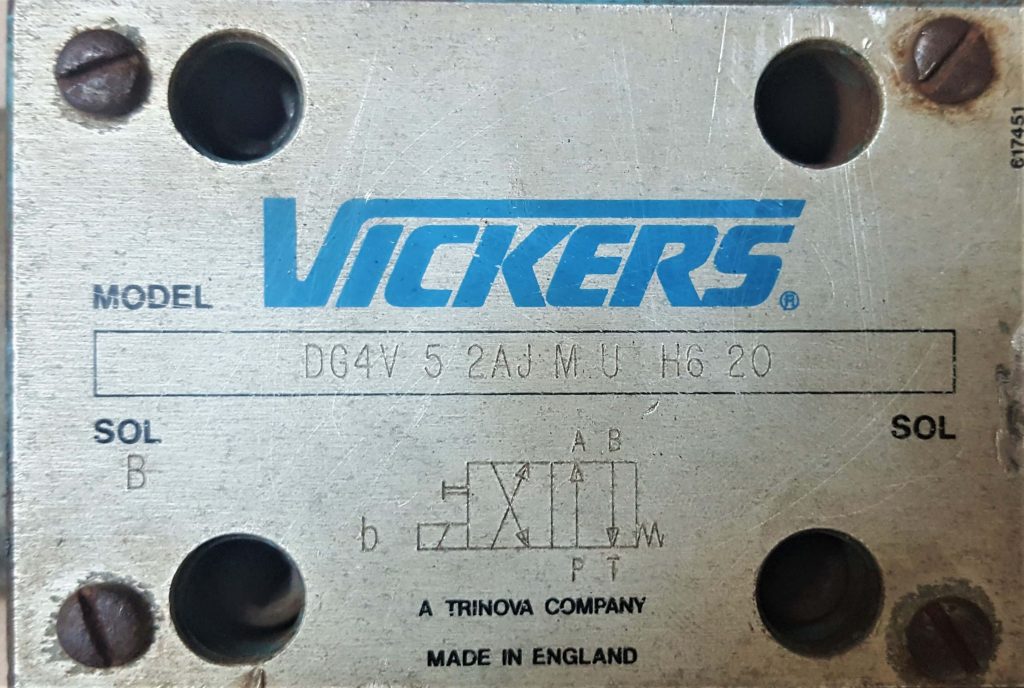 617451
VICKERS®
MODEL
DG4V 5 2AJ M U H6 20
SOL
SOL
B
A B
b
P T
A TRINOVA COMPANY
MADE IN ENGLAND